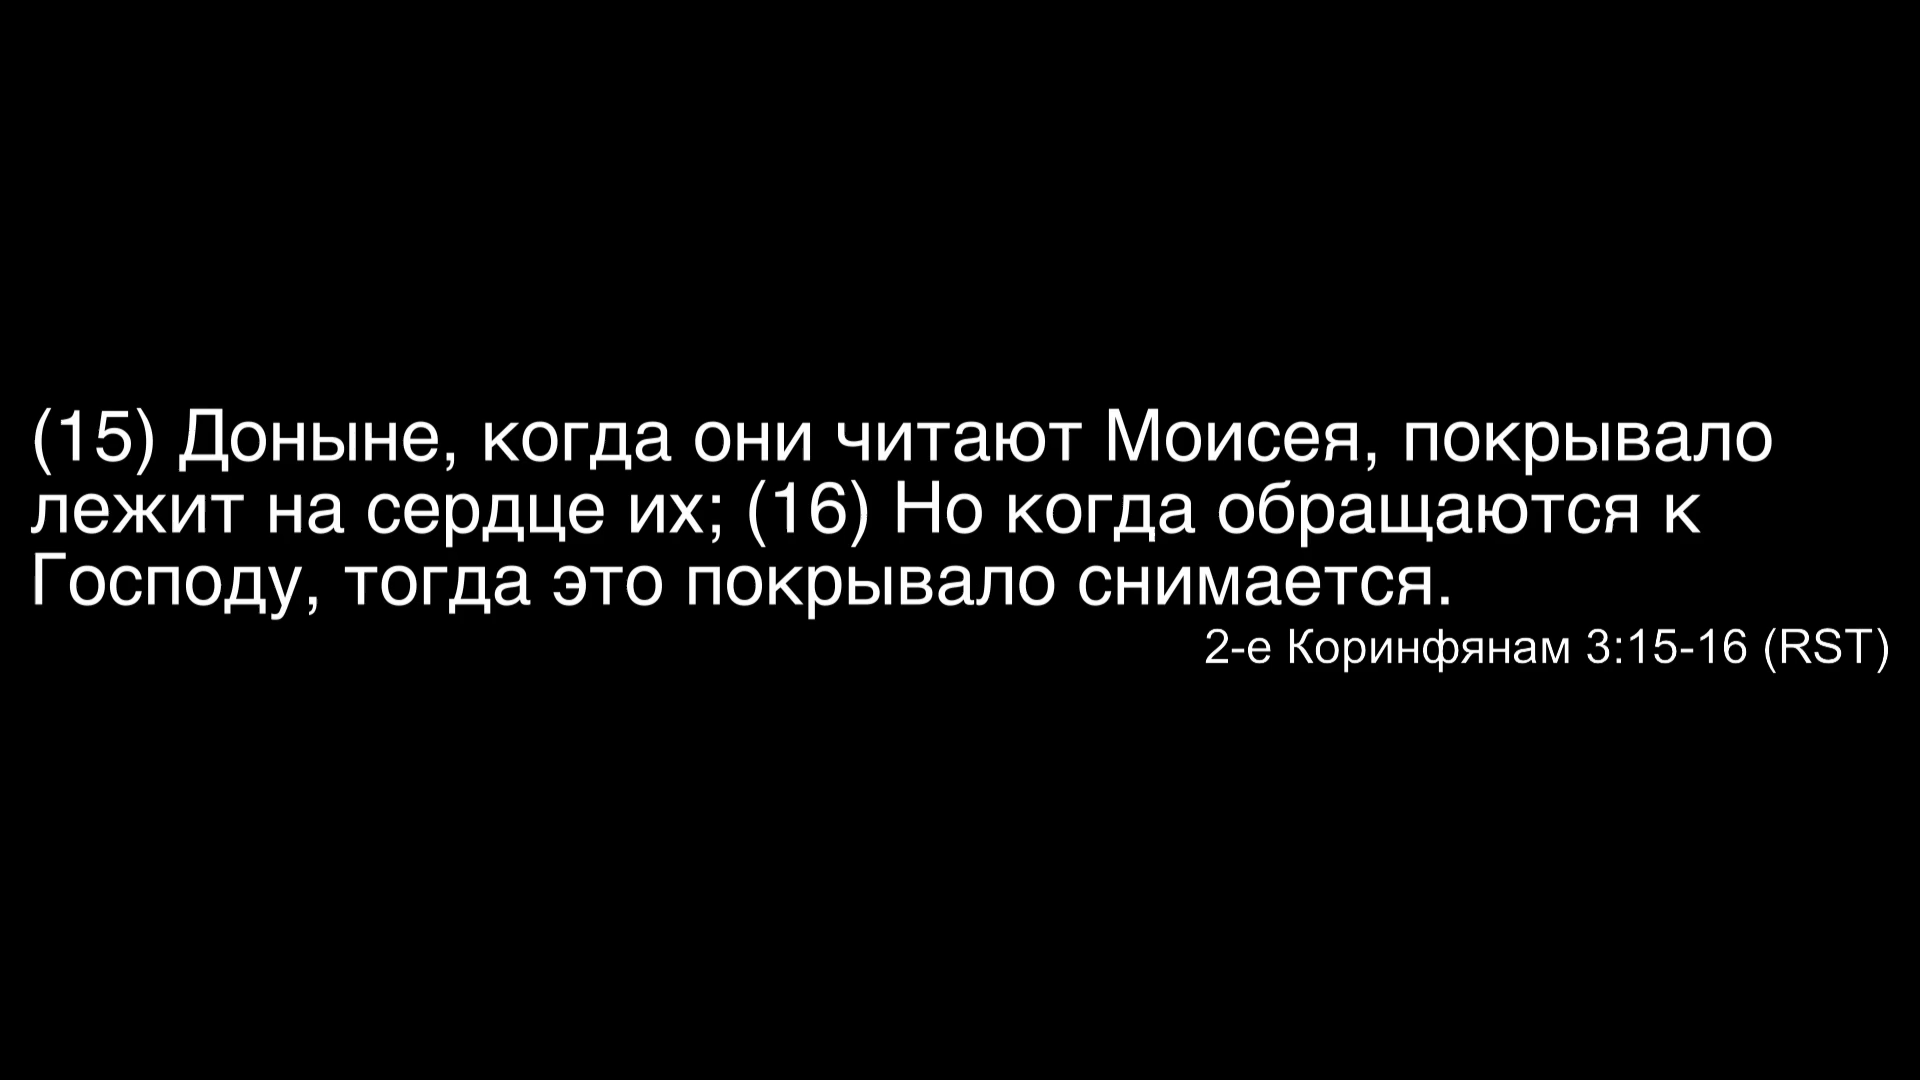 (15) Доныне, когда они читают Моисея, покрывало
лежит на сердце их; (16) Но когда обращаются к
Господу, тогда это покрывало снимается.
2-е Коринфянам 3:15-16 (RST)